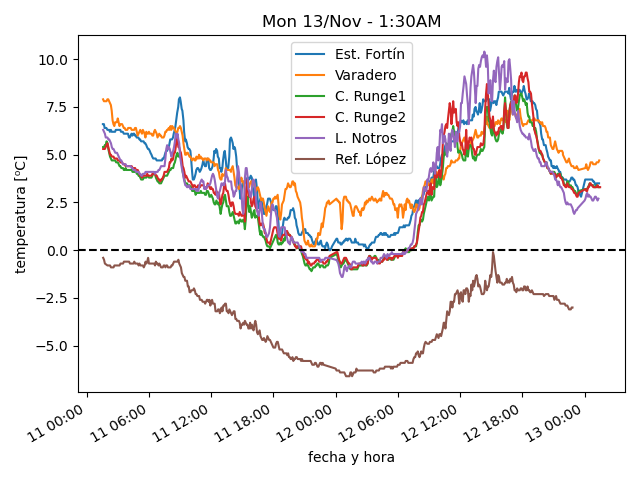 Mon 13/Nov - 1:30AM
Est. Fortín
Varadero
C. Runge1
C. Runge2
L. Notros
Ref. López
temperatura [ºC]
10.0
7.5
5.0
2.5
0.0
−2.5
−5.0
11 00:00
11 06:00
11 12:00
11 18:00
12 00:00
12 06:00
12 12:00
12 18:00
13 00:00
fecha y hora